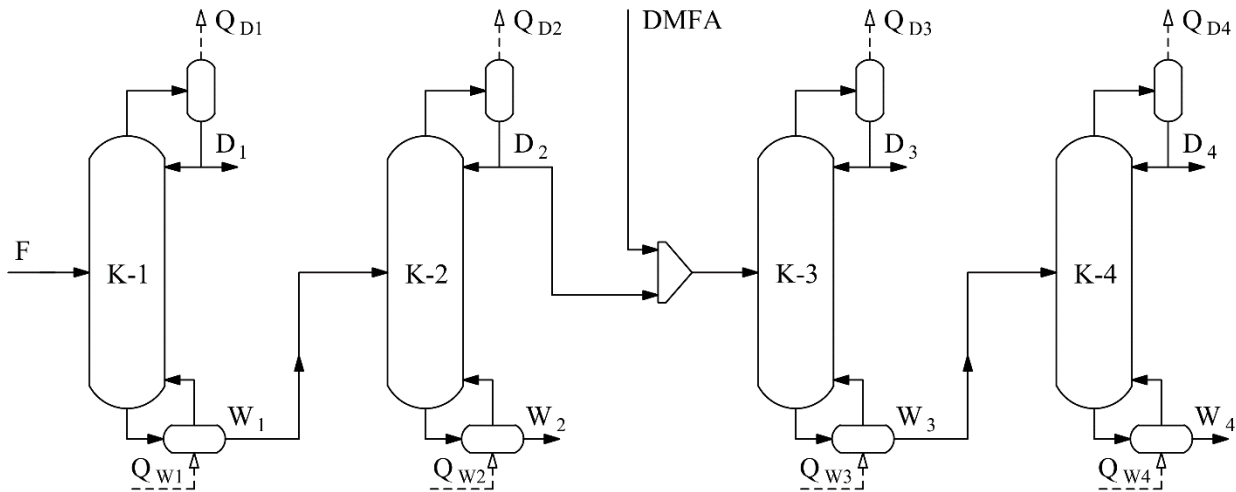 Q D1
Q D2
DMFA
Q D3
Q D4
D 1
D 2
D 3
D 4
F
K-1
K-2
K-3
K-4
W 1
W 2
W 3
W 4
Q W1
Q W2
Q W3
Q W4